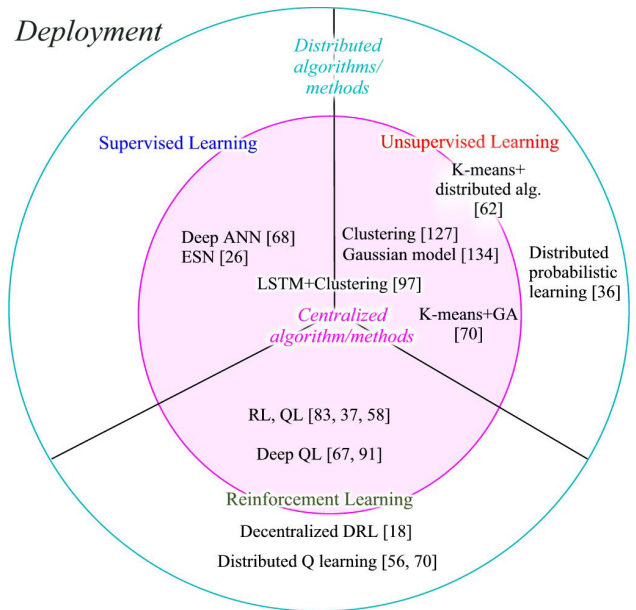 Deployment
Distributed
algorithms/
methods
Supervised Learning
Unsupervised Learning
K-means+
distributed alg.
[62]
Deep ANN [68]
ESN [26]
Clustering [127]
Gaussian model [134]
Distributed
probabilistic
learning [36]
LSTM+Clustering [97]
Centralized
algorithm/methods
K-means+GA
[70]
RL, QL [83, 37, 58]
Deep QL [67, 91]
Reinforcement Learning
Decentralized DRL [18]
Distributed Q learning [56, 70]